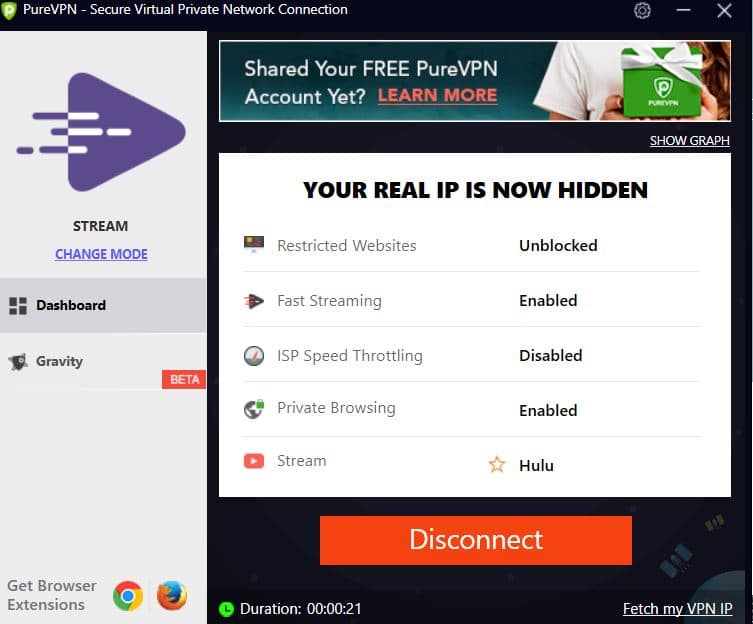 PureVPN - Secure Virtual Private Network Connection
Shared Your FREE PureVPN
Account Yet? LEARN MORE
PUREVPN
SHOW GRAPH
STREAM
CHANGE MODE
Dashboard
Gravity
BETA
YOUR REAL IP IS NOW HIDDEN
Restricted Websites Unblocked
Fast Streaming Enabled
ISP Speed Throttling Disabled
Private Browsing Enabled
Stream Hulu
Disconnect
Get Browser
Extensions
Duration: 00:00:21 Fetch my VPN IP